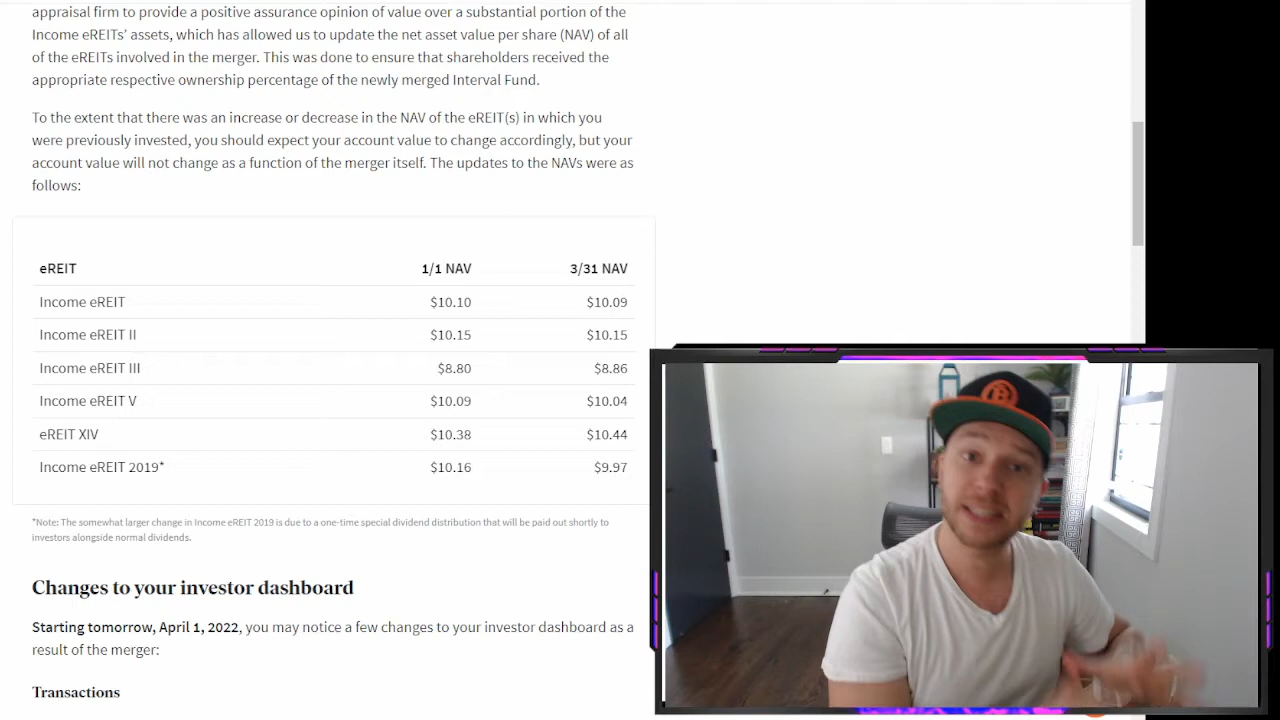 appraisal firm to provide a positive assurance opinion of value over a substantial portion of the
Income eREITs' assets, which has allowed us to update the net asset value per share (NAV) of all
of the eREITs involved in the merger. This was done to ensure that shareholders received the
appropriate respective ownership percentage of the newly merged Interval Fund.
To the extent that there was an increase or decrease in the NAV of the eREIT(s) in which you
were previously invested, you should expect your account value to change accordingly, but your
account value will not change as a function of the merger itself. The updates to the NAVs were as
follows:
eREIT 1/1 NAV 3/31 NAV
Income eREIT $10.10 $10.09
Income eREIT II $10.15 $10.15
Income eREIT III $8.80 $8.86
Income eREIT V $10.09 $10.04
eREIT XIV $10.38 $10.44
Income eREIT 2019* $10.16 $9.97
*Note: The somewhat larger change in Income eREIT 2019 is due to a one-time special dividend distribution that will be paid out shortly to
investors alongside normal dividends.
Changes to your investor dashboard
Starting tomorrow, April 1, 2022, you may notice a few changes to your investor dashboard as a
result of the merger:
Transactions